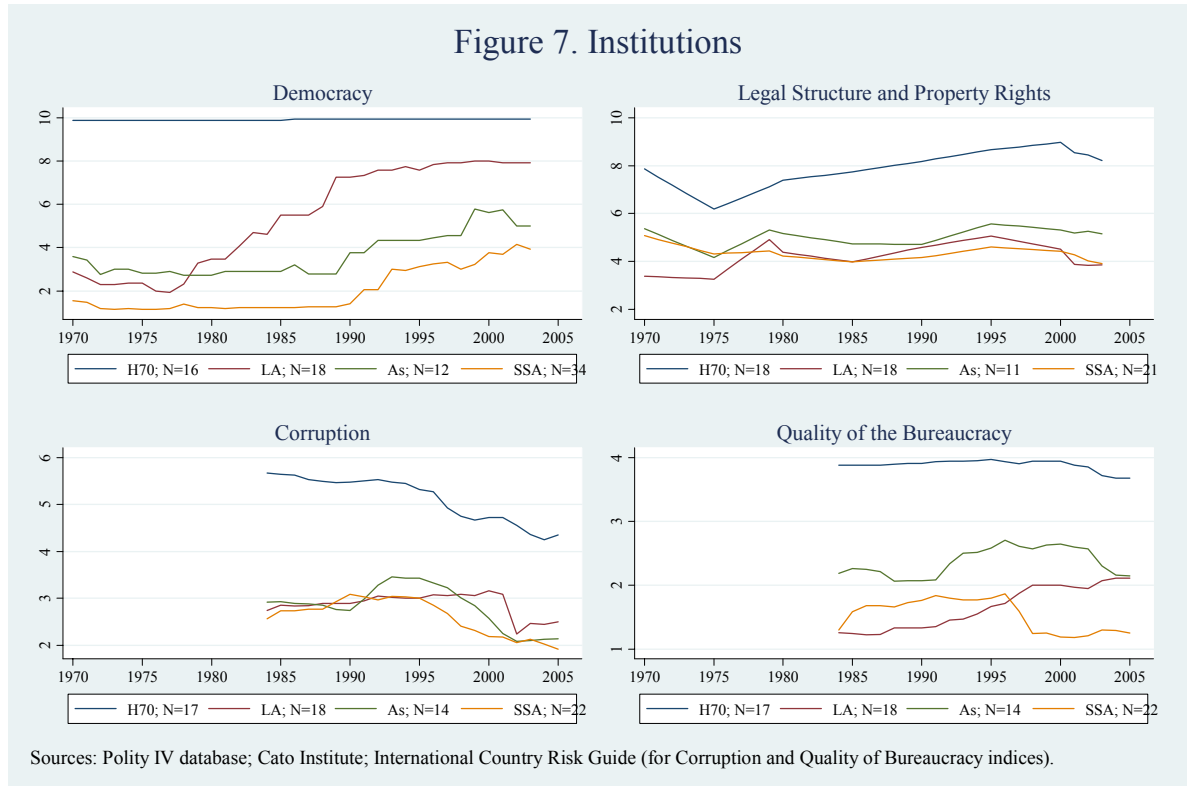 Figure 7. Institutions
Democracy
10
8
6
4
2
1970 1975 1980 1985 1990 1995 2000 2005
H70; N=16 LA; N=18 As; N=12 SSA; N=34
Legal Structure and Property Rights
10
8
6
4
2
1970 1975 1980 1985 1990 1995 2000 2005
H70; N=18 LA; N=18 As; N=11 SSA; N=21
Corruption
6
5
4
3
2
1970 1975 1980 1985 1990 1995 2000 2005
H70; N=17 LA; N=18 As; N=14 SSA; N=22
Quality of the Bureaucracy
4
3
2
1
1970 1975 1980 1985 1990 1995 2000 2005
H70; N=17 LA; N=18 As; N=14 SSA; N=22
Sources: Polity IV database; Cato Institute; International Country Risk Guide (for Corruption and Quality of Bureaucracy indices).